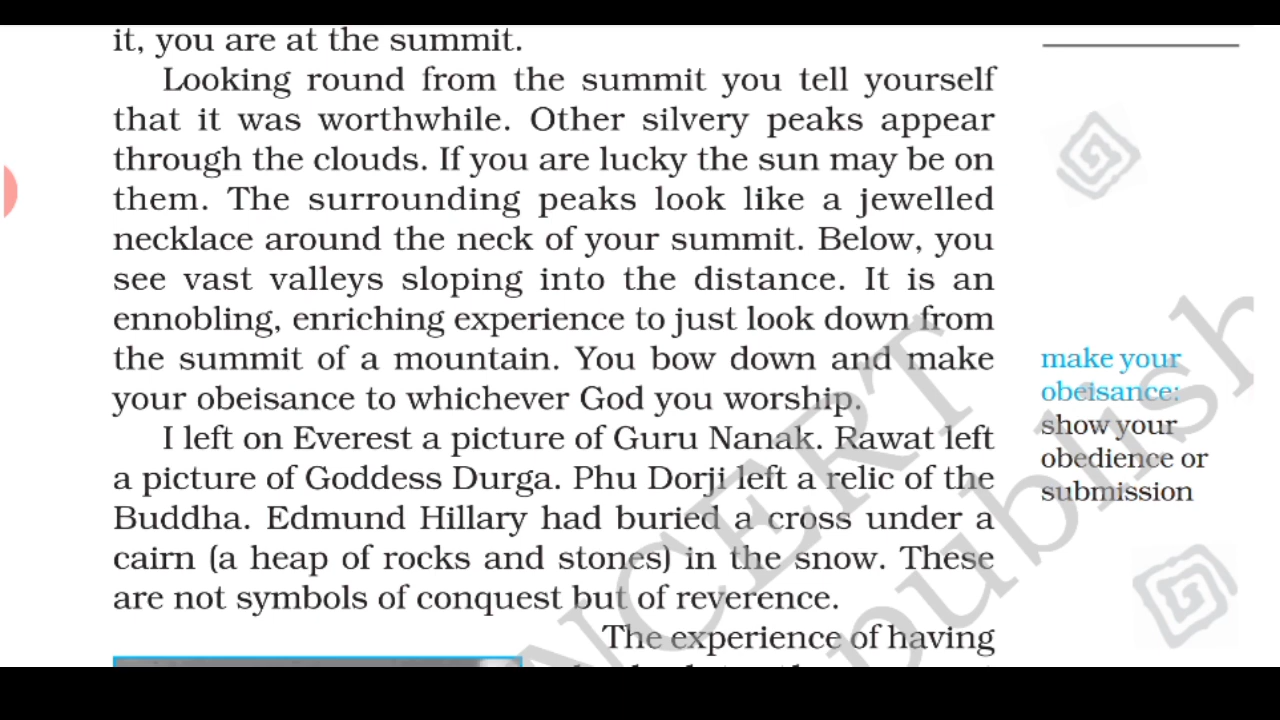 it, you are at the summit.
Looking round from the summit you tell yourself
that it was worthwhile. Other silvery peaks appear
through the clouds. If you are lucky the sun may be on
them. The surrounding peaks look like a jewelled
necklace around the neck of your summit. Below, you
see vast valleys sloping into the distance. It is an
ennobling, enriching experience to just look down from
the summit of a mountain. You bow down and make
your obeisance to whichever God you worship.
I left on Everest a picture of Guru Nanak. Rawat left
a picture of Goddess Durga. Phu Dorji left a relic of the
Buddha. Edmund Hillary had buried a cross under a
cairn (a heap of rocks and stones) in the snow. These
are not symbols of conquest but of reverence.
The experience of having
make your
obeisance:
show your
obedience or
submission
NCERT
publish